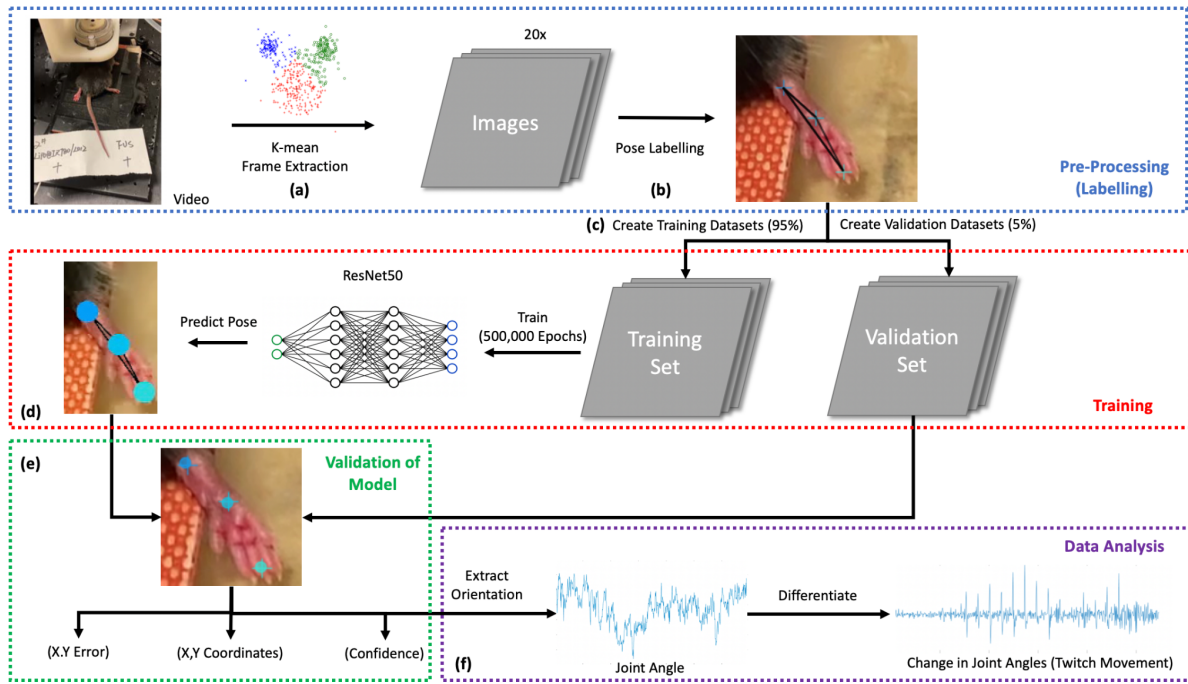 20x
Images
K-mean
Frame Extraction
(a)
Pose Labelling
(b)
Pre-Processing
(Labelling)
2"
FUS
+
+
Video
(c)
Create Training Datasets (95%)
Create Validation Datasets (5%)
ResNet50
Predict Pose
Train
(500,000 Epochs)
Training
Set
Validation
Set
(d)
Training
(e)
Validation of
Model
Data Analysis
Extract
Orientation
Differentiate
(X.Y Error)
(X,Y Coordinates)
(Confidence)
(f)
Joint Angle
Change in Joint Angles (Twitch Movement)